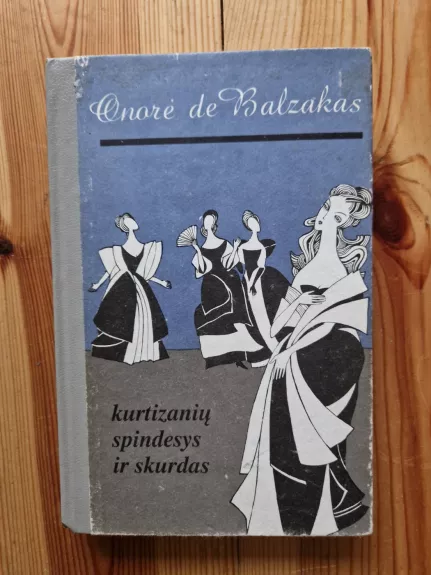 Onorė de Balzakas
kurtizanių
spindesys
ir skurdas